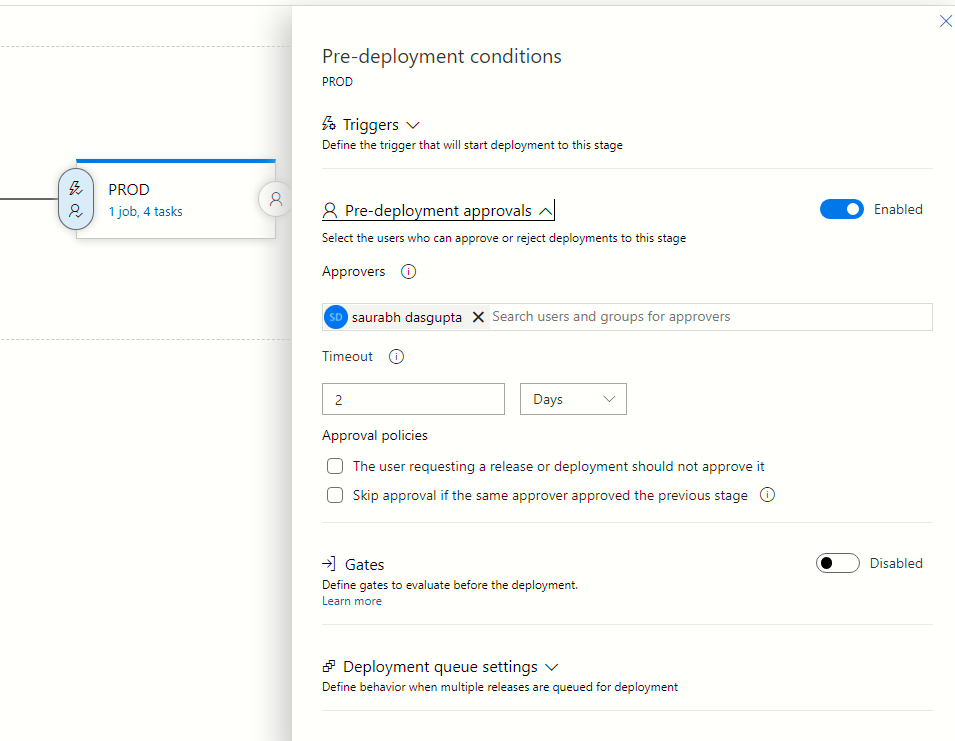 Pre-deployment conditions
PROD
Triggers
Define the trigger that will start deployment to this stage
PROD
1 job, 4 tasks
Pre-deployment approvals
Enabled
Select the users who can approve or reject deployments to this stage
Approvers
SD saurabh dasgupta Search users and groups for approvers
Timeout
2
Days
Approval policies
The user requesting a release or deployment should not approve it
Skip approval if the same approver approved the previous stage
Gates
Disabled
Define gates to evaluate before the deployment.
Learn more
Deployment queue settings
Define behavior when multiple releases are queued for deployment